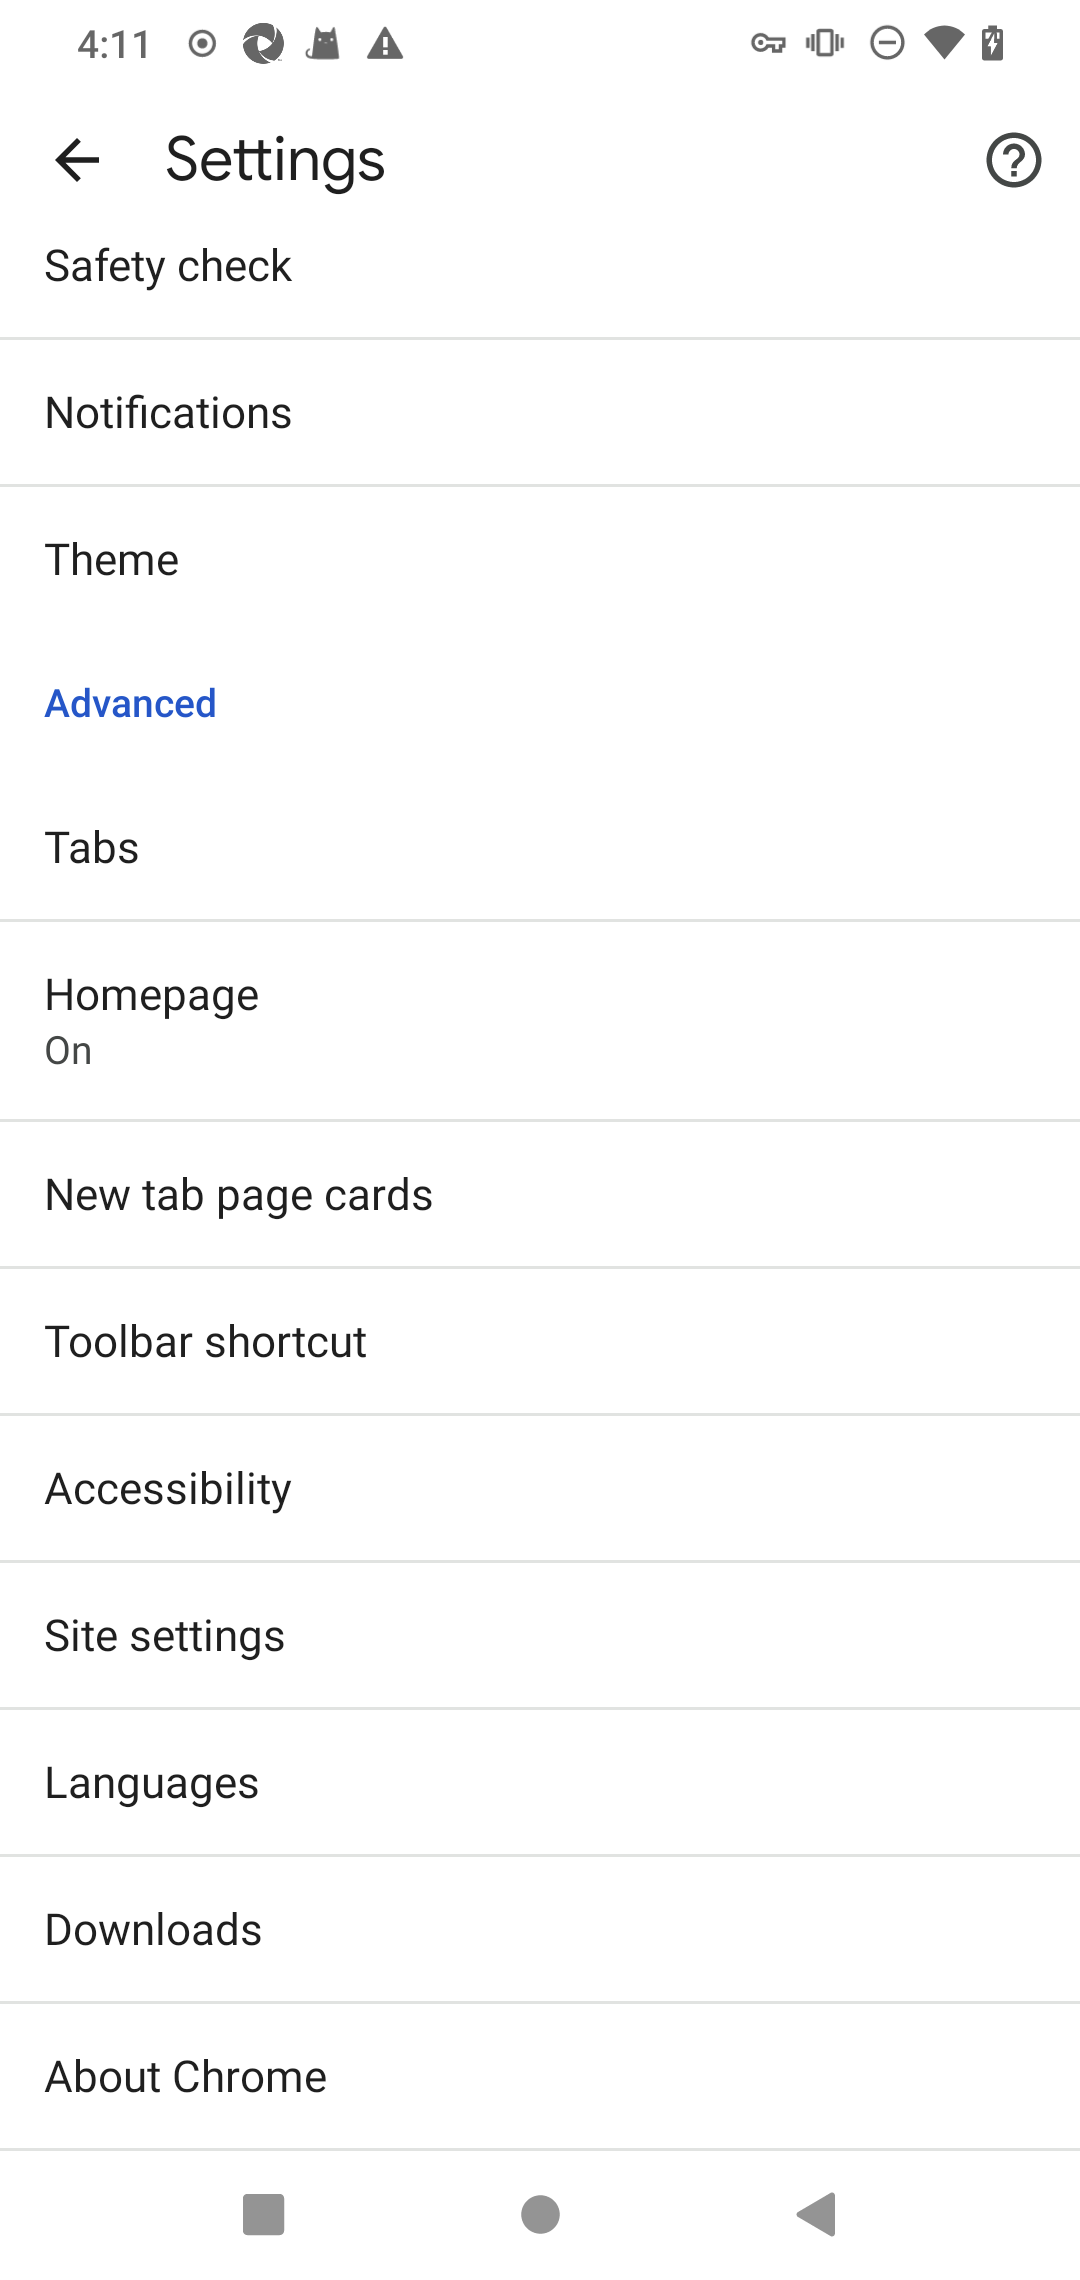 4:11
Settings
Safety check
Notifications
Theme
Advanced
Tabs
Homepage
On
New tab page cards
Toolbar shortcut
Accessibility
Site settings
Languages
Downloads
About Chrome